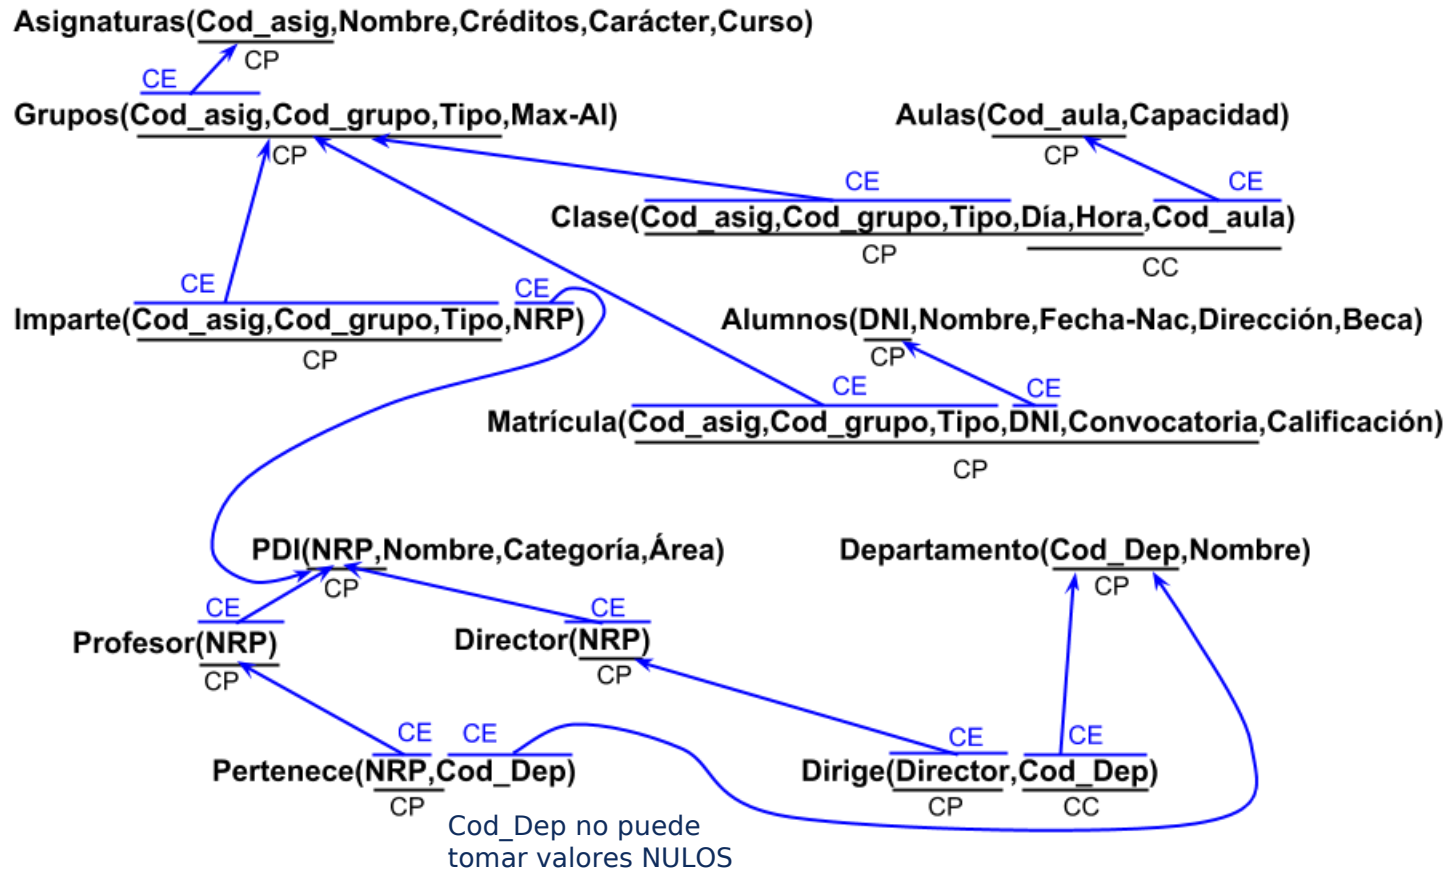 Asignaturas(Cod_asig,Nombre,Créditos,Carácter,Curso)
CP
CE
Grupos(Cod_asig,Cod_grupo,Tipo,Max-Al)
CP
Aulas(Cod_aula,Capacidad)
CP
CE
CE
Clase(Cod_asig,Cod_grupo,Tipo,Día,Hora,Cod_aula)
CP
CC
CE
CE
Imparte(Cod_asig,Cod_grupo,Tipo,NRP)
CP
Alumnos(DNI,Nombre,Fecha-Nac,Dirección,Beca)
CP
CE
CE
Matrícula(Cod_asig,Cod_grupo,Tipo,DNI,Convocatoria,Calificación)
CP
PDI(NRP,Nombre,Categoría,Área)
CP
Departamento(Cod_Dep,Nombre)
CP
CE
Profesor(NRP)
CP
CE
Director(NRP)
CP
CE
CE
Pertenece(NRP,Cod_Dep)
CP
Cod_Dep no puede
tomar valores NULOS
CE
CE
Dirige(Director,Cod_Dep)
CP
CC